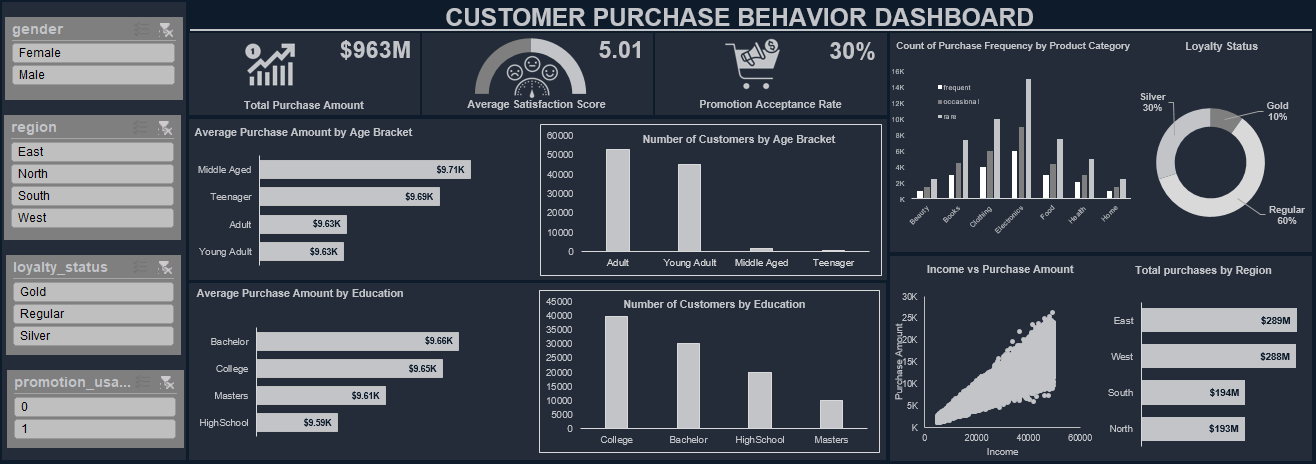 CUSTOMER PURCHASE BEHAVIOR DASHBOARD
gender
Female
Male
region
East
North
South
West
loyalty_status
Gold
Regular
Silver
promotion_usa...
0
1
1
$963M
Total Purchase Amount
5.01
Average Satisfaction Score
$
30%
Promotion Acceptance Rate
Average Purchase Amount by Age Bracket
Middle Aged $9.71K
Teenager $9.69K
Adult $9.63K
Young Adult $9.63K
Number of Customers by Age Bracket
60000
50000
40000
30000
20000
10000
0
Adult Young Adult Middle Aged Teenager
Average Purchase Amount by Education
Bachelor $9.66K
College $9.65K
Masters $9.61K
HighSchool $9.59K
Number of Customers by Education
45000
40000
35000
30000
25000
20000
15000
10000
5000
0
College Bachelor HighSchool Masters
Count of Purchase Frequency by Product Category
16K
14K
12K
10K
8K
6K
4K
2K
K
frequent
occasional
rare
Beauty Books Clothing Electronics Food Health Home
Loyalty Status
Silver
30%
Gold
10%
Regular
60%
Income vs Purchase Amount
Purchase Amount
30K
25K
20K
15K
10K
5K
K
0 20000 40000 60000
Income
Total purchases by Region
East $289M
West $288M
South $194M
North $193M